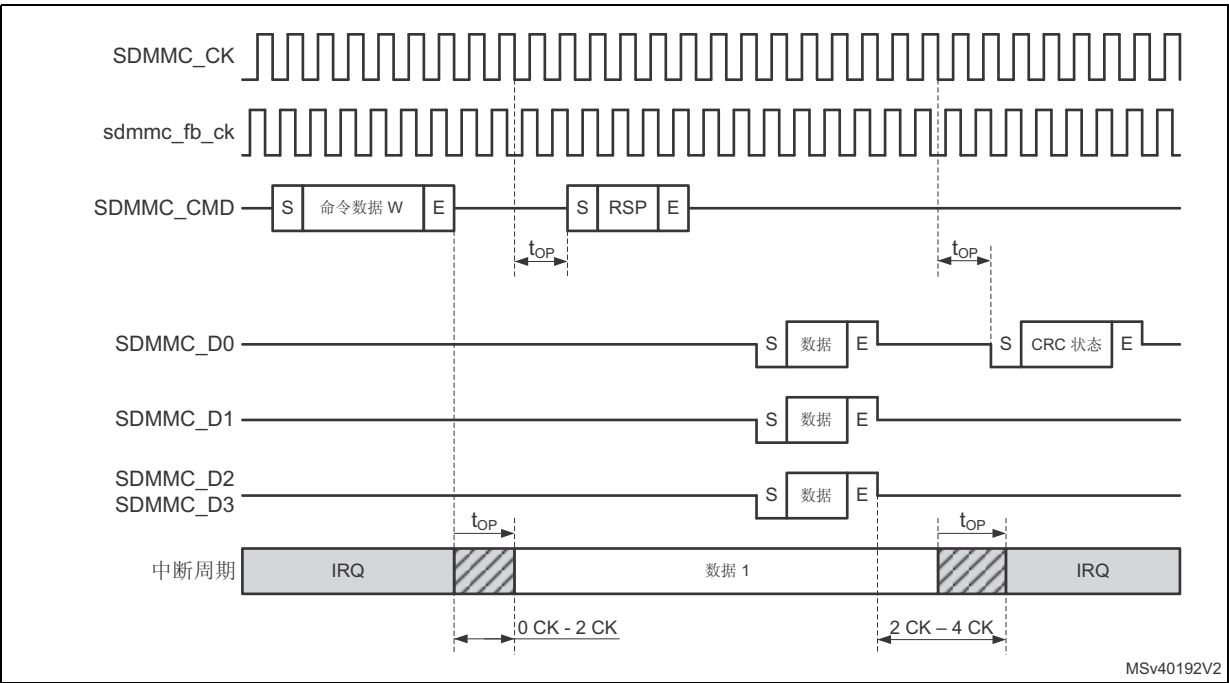 SDMMC_CK
sdmmc_fb_ck
SDMMC_CMD
S 命令数据 W E
S RSP E
tOP
tOP
SDMMC_D0
S 数据 E
S CRC 状态 E
SDMMC_D1
S 数据 E
SDMMC_D2
SDMMC_D3
S 数据 E
tOP
tOP
中断周期
IRQ
数据 1
IRQ
0 CK - 2 CK
2 CK – 4 CK
MSv40192V2